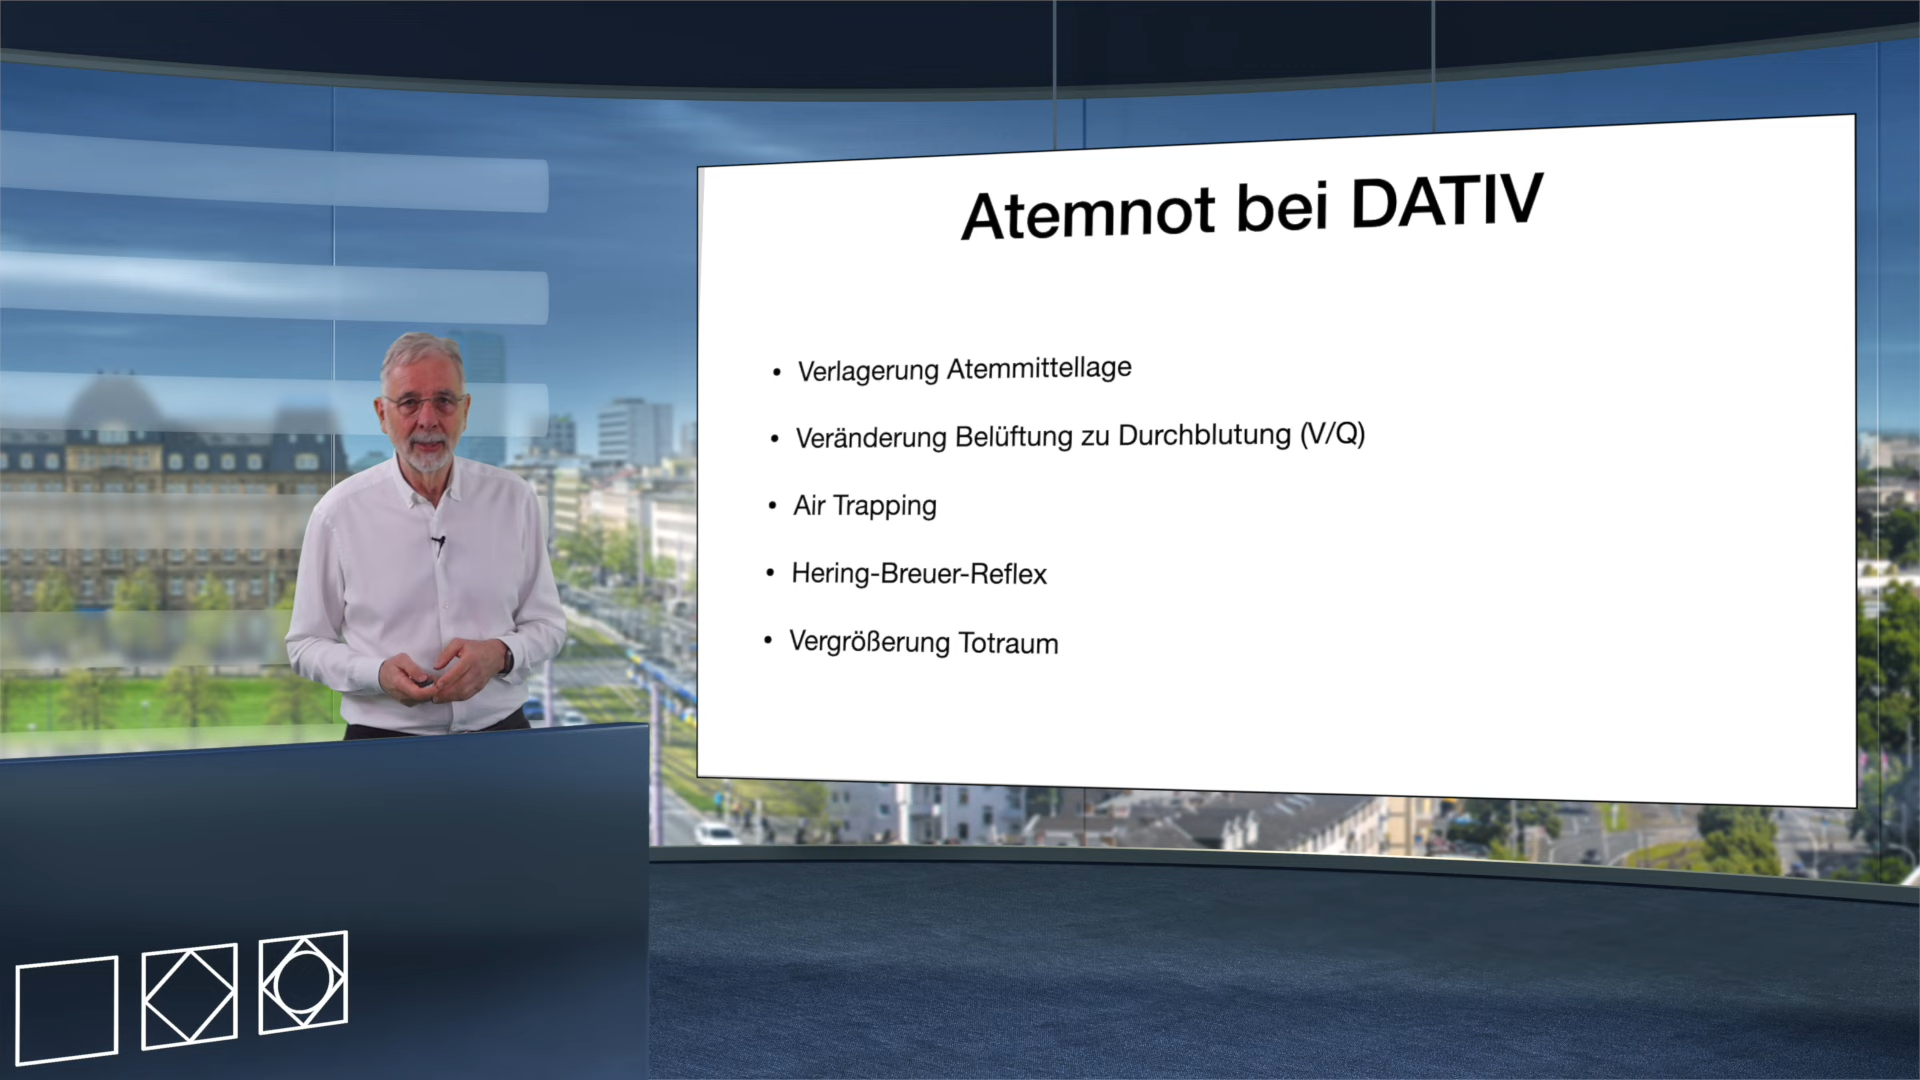 Atemnot bei DATIV
• Verlagerung Atemmittellage
• Veränderung Belüftung zu Durchblutung (V/Q)
• Air Trapping
• Hering-Breuer-Reflex
• Vergrößerung Totraum